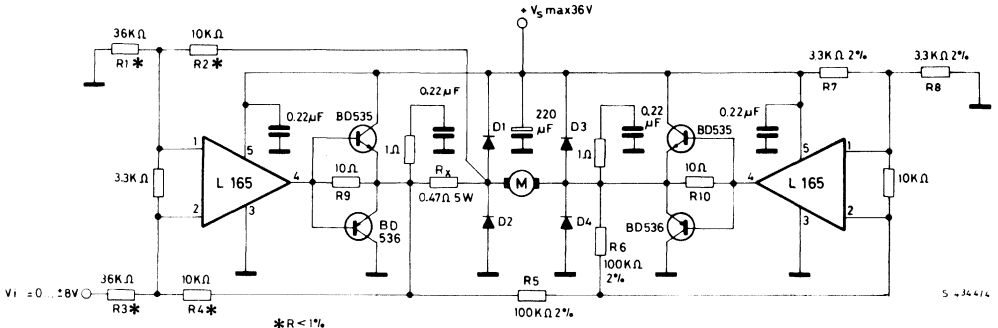 + Vs max36V
36KΩ
R1*
10KΩ
R2*
3.3KΩ 2%
R7
3.3KΩ 2%
R8
0.22µF
5
1
L 165
4
2
3
3.3KΩ
BD535
10Ω
R9
BD
536
1Ω
0.22µF
Rx
0.47Ω 5W
D1
D2
220
µF
M
D3
D4
1Ω
0.22
µF
R6
100KΩ
2%
BD535
10Ω
R10
BD536
0.22µF
5
1
4
L 165
2
3
10KΩ
Vi =0...±8V
36KΩ
R3*
10KΩ
R4*
R5
100KΩ 2%
*R<1%